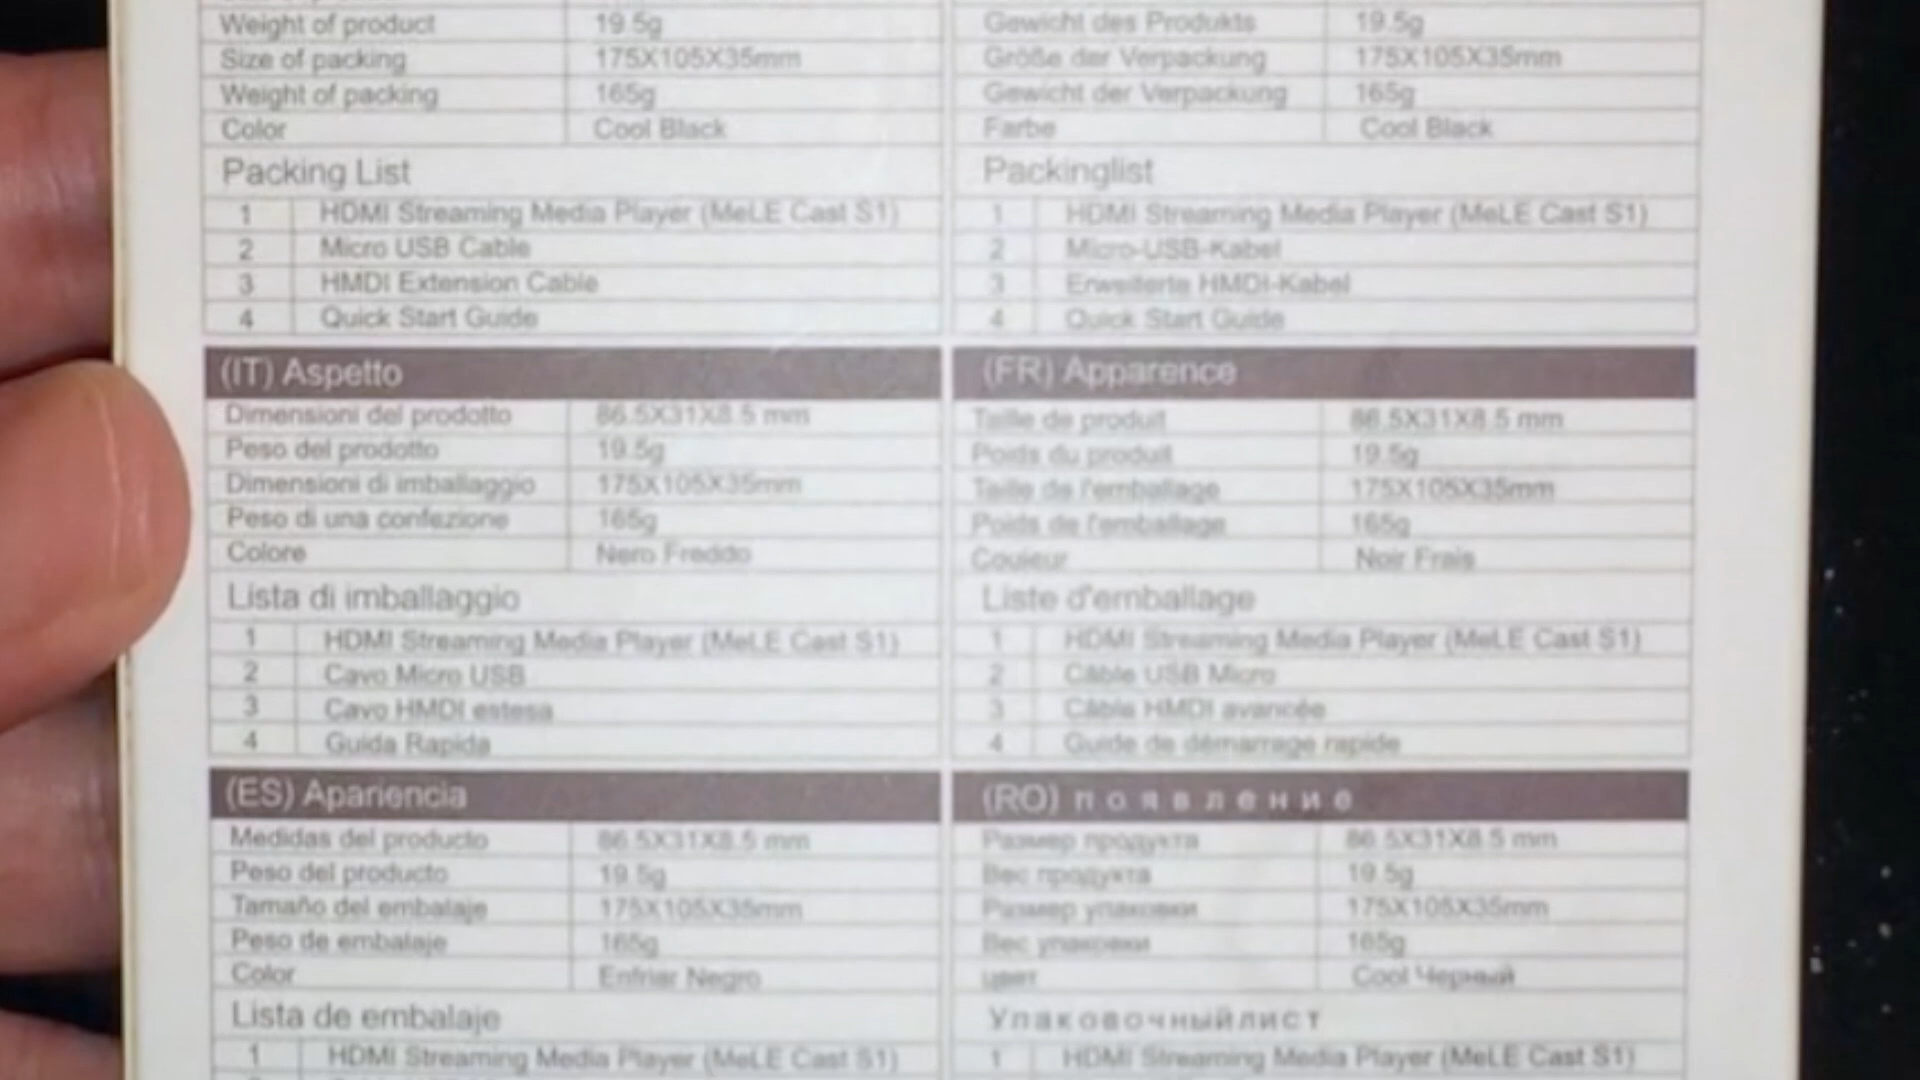 Weight of product 19.5g
Size of packing 175X105X35mm
Weight of packing 165g
Color Cool Black
Packing List
1 HDMI Streaming Media Player (MeLE Cast S1)
2 Micro USB Cable
3 HMDI Extension Cable
4 Quick Start Guide
Gewicht des Produkts 19.5g
Größe der Verpackung 175X105X35mm
Gewicht der Verpackung 165g
Farbe Cool Black
Packinglist
1 HDMI Streaming Media Player (MeLE Cast S1)
2 Micro-USB-Kabel
3 Erweiterte HMDI-Kabel
4 Quick Start Guide
(IT) Aspetto
Dimensioni del prodotto 86.5X31X8.5 mm
Peso del prodotto 19.5g
Dimensioni di imballaggio 175X105X35mm
Peso di una confezione 165g
Colore Nero Freddo
Lista di imballaggio
1 HDMI Streaming Media Player (MeLE Cast S1)
2 Cavo Micro USB
3 Cavo HMDI estesa
4 Guida Rapida
(FR) Apparence
Taille de produit 86.5X31X8.5 mm
Poids du produit 19.5g
Taille de l'emballage 175X105X35mm
Poids de l'emballage 165g
Couleur Noir Frais
Liste d'emballage
1 HDMI Streaming Media Player (MeLE Cast S1)
2 Câble USB Micro
3 Câble HMDI avancée
4 Guide de démarrage rapide
(ES) Apariencia
Medidas del producto 86.5X31X8.5 mm
Peso del producto 19.5g
Tamaño del embalaje 175X105X35mm
Peso de embalaje 165g
Color Enfriar Negro
Lista de embalaje
1 HDMI Streaming Media Player (MeLE Cast S1)
(RO) появление
Размер продукта 86.5X31X8.5 mm
Вес продукта 19.5g
Размер упаковки 175X105X35mm
Вес упаковки 165g
цвет Cool Черный
Упаковочныйлист
1 HDMI Streaming Media Player (MeLE Cast S1)